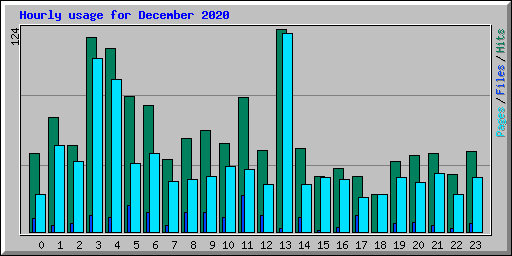 Hourly usage for December 2020
124
Pages/Files/Hits
0 1 2 3 4 5 6 7 8 9 10 11 12 13 14 15 16 17 18 19 20 21 22 23